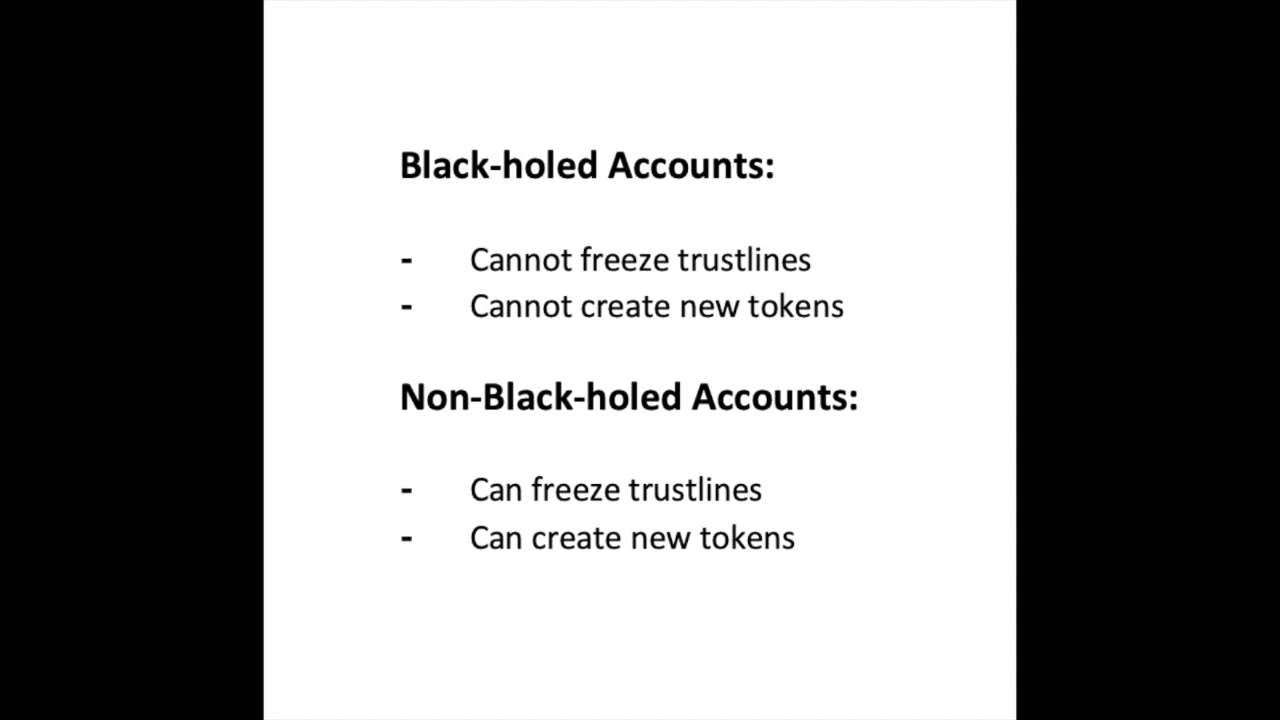 Black-holed Accounts:
- Cannot freeze trustlines
- Cannot create new tokens
Non-Black-holed Accounts:
- Can freeze trustlines
- Can create new tokens